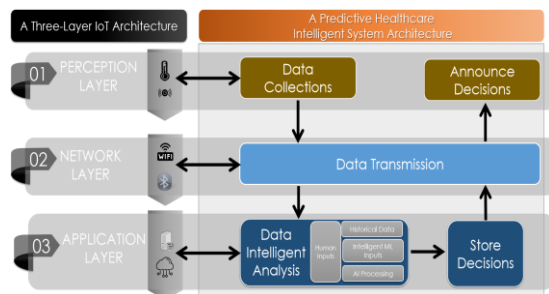 A Three-Layer IoT Architecture
A Predictive Healthcare
Intelligent System Architecture
01
PERCEPTION
LAYER
Data
Collections
Announce
Decisions
02
NETWORK
LAYER
WIFI
Data Transmission
03
APPLICATION
LAYER
Data
Intelligent
Analysis
Human
Inputs
Historical Data
Intelligent ML
Inputs
AI Processing
Store
Decisions